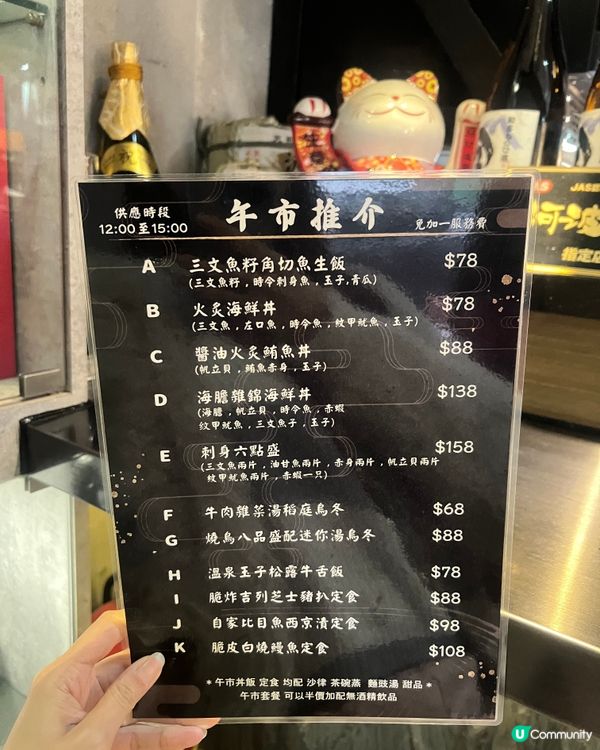 供應時段
12:00至15:00
午市推介
免加一服務費
A 三文魚籽角切魚生飯 $78
(三文魚籽,時令刺身魚,玉子,青瓜)
B 火炙海鮮丼 $78
(三文魚,左口魚,時令魚,紋甲魷魚,玉子)
C 醬油火炙鮪魚丼 $88
(帆立貝,鮪魚赤身,玉子)
D 海膽雜錦海鮮丼 $138
(海膽,帆立貝,時令魚,赤蝦
紋甲魷魚,三文魚子,玉子)
E 刺身六點盛 $158
(三文魚兩片,油甘魚兩片,赤身兩片,帆立貝兩片
紋甲魷魚兩片,赤蝦一只)
F 牛肉雜菜湯稻庭烏冬 $68
G 燒鳥八品盛配迷你湯烏冬 $88
H 溫泉玉子松露牛舌飯 $78
I 脆炸吉列芝士豬扒定食 $88
J 自家比目魚西京漬定食 $98
K 脆皮白燒鰻魚定食 $108
*午市丼飯 定食 均配 沙律 茶碗蒸 麵豉湯 甜品*
午市套餐 可以半價加配無酒精飲品
祝
JAS
阿波
指定店
U Community